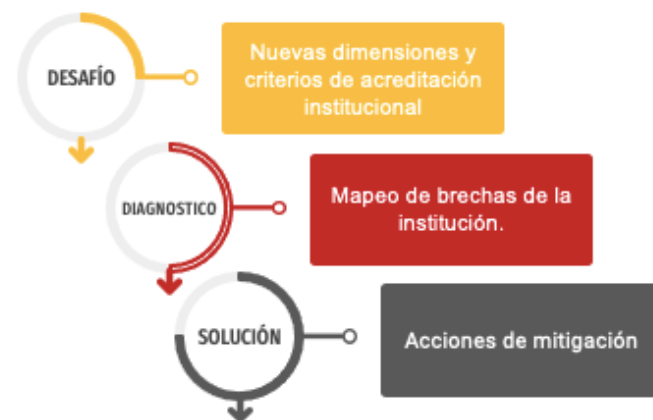 DESAFÍO
Nuevas dimensiones y
criterios de acreditación
institucional
DIAGNOSTICO
Mapeo de brechas de la
institución.
SOLUCIÓN
Acciones de mitigación